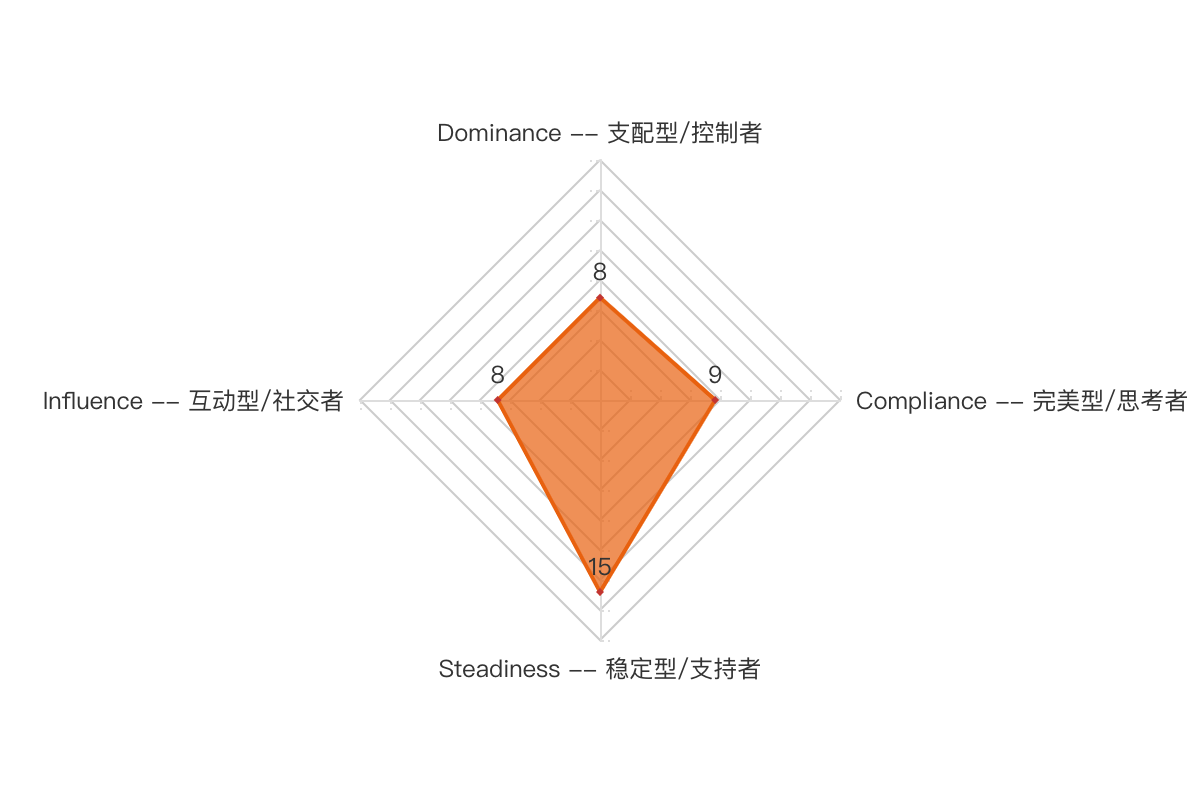 Dominance -- 支配型/控制者
8
8
9
Influence -- 互动型/社交者
Compliance -- 完美型/思考者
15
Steadiness -- 稳定型/支持者